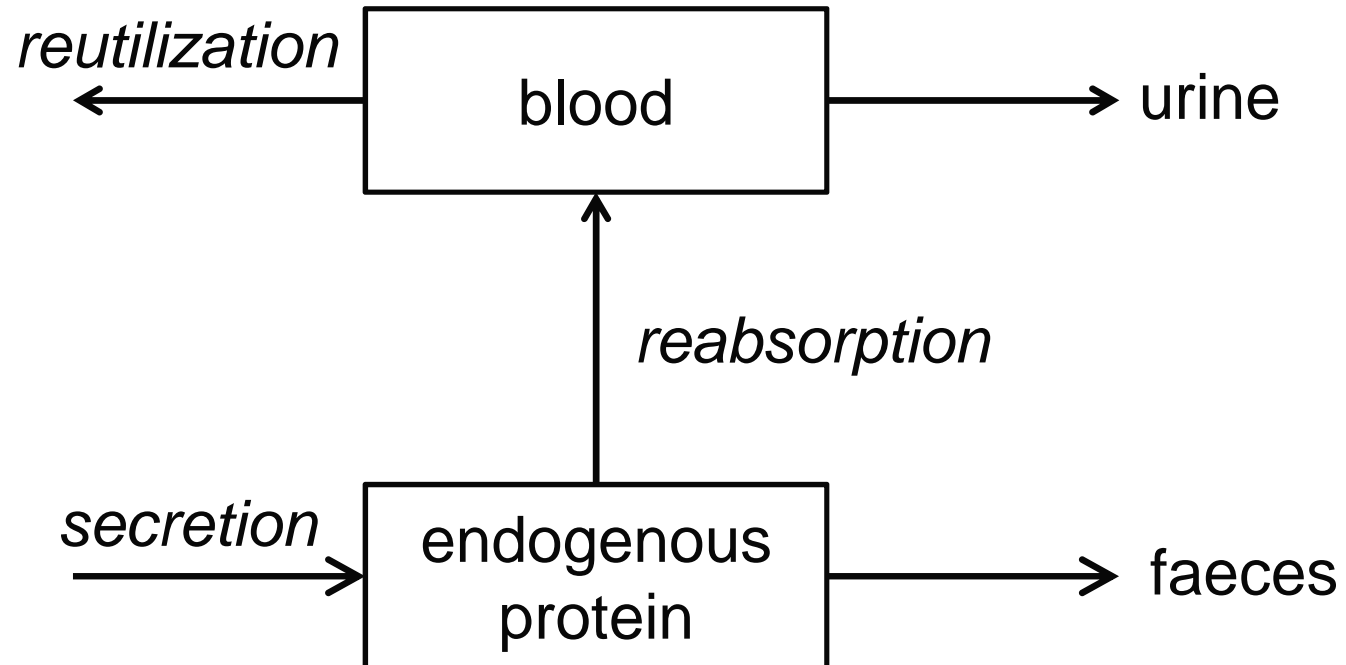 reutilization
blood
urine
reabsorption
secretion
endogenous
protein
faeces